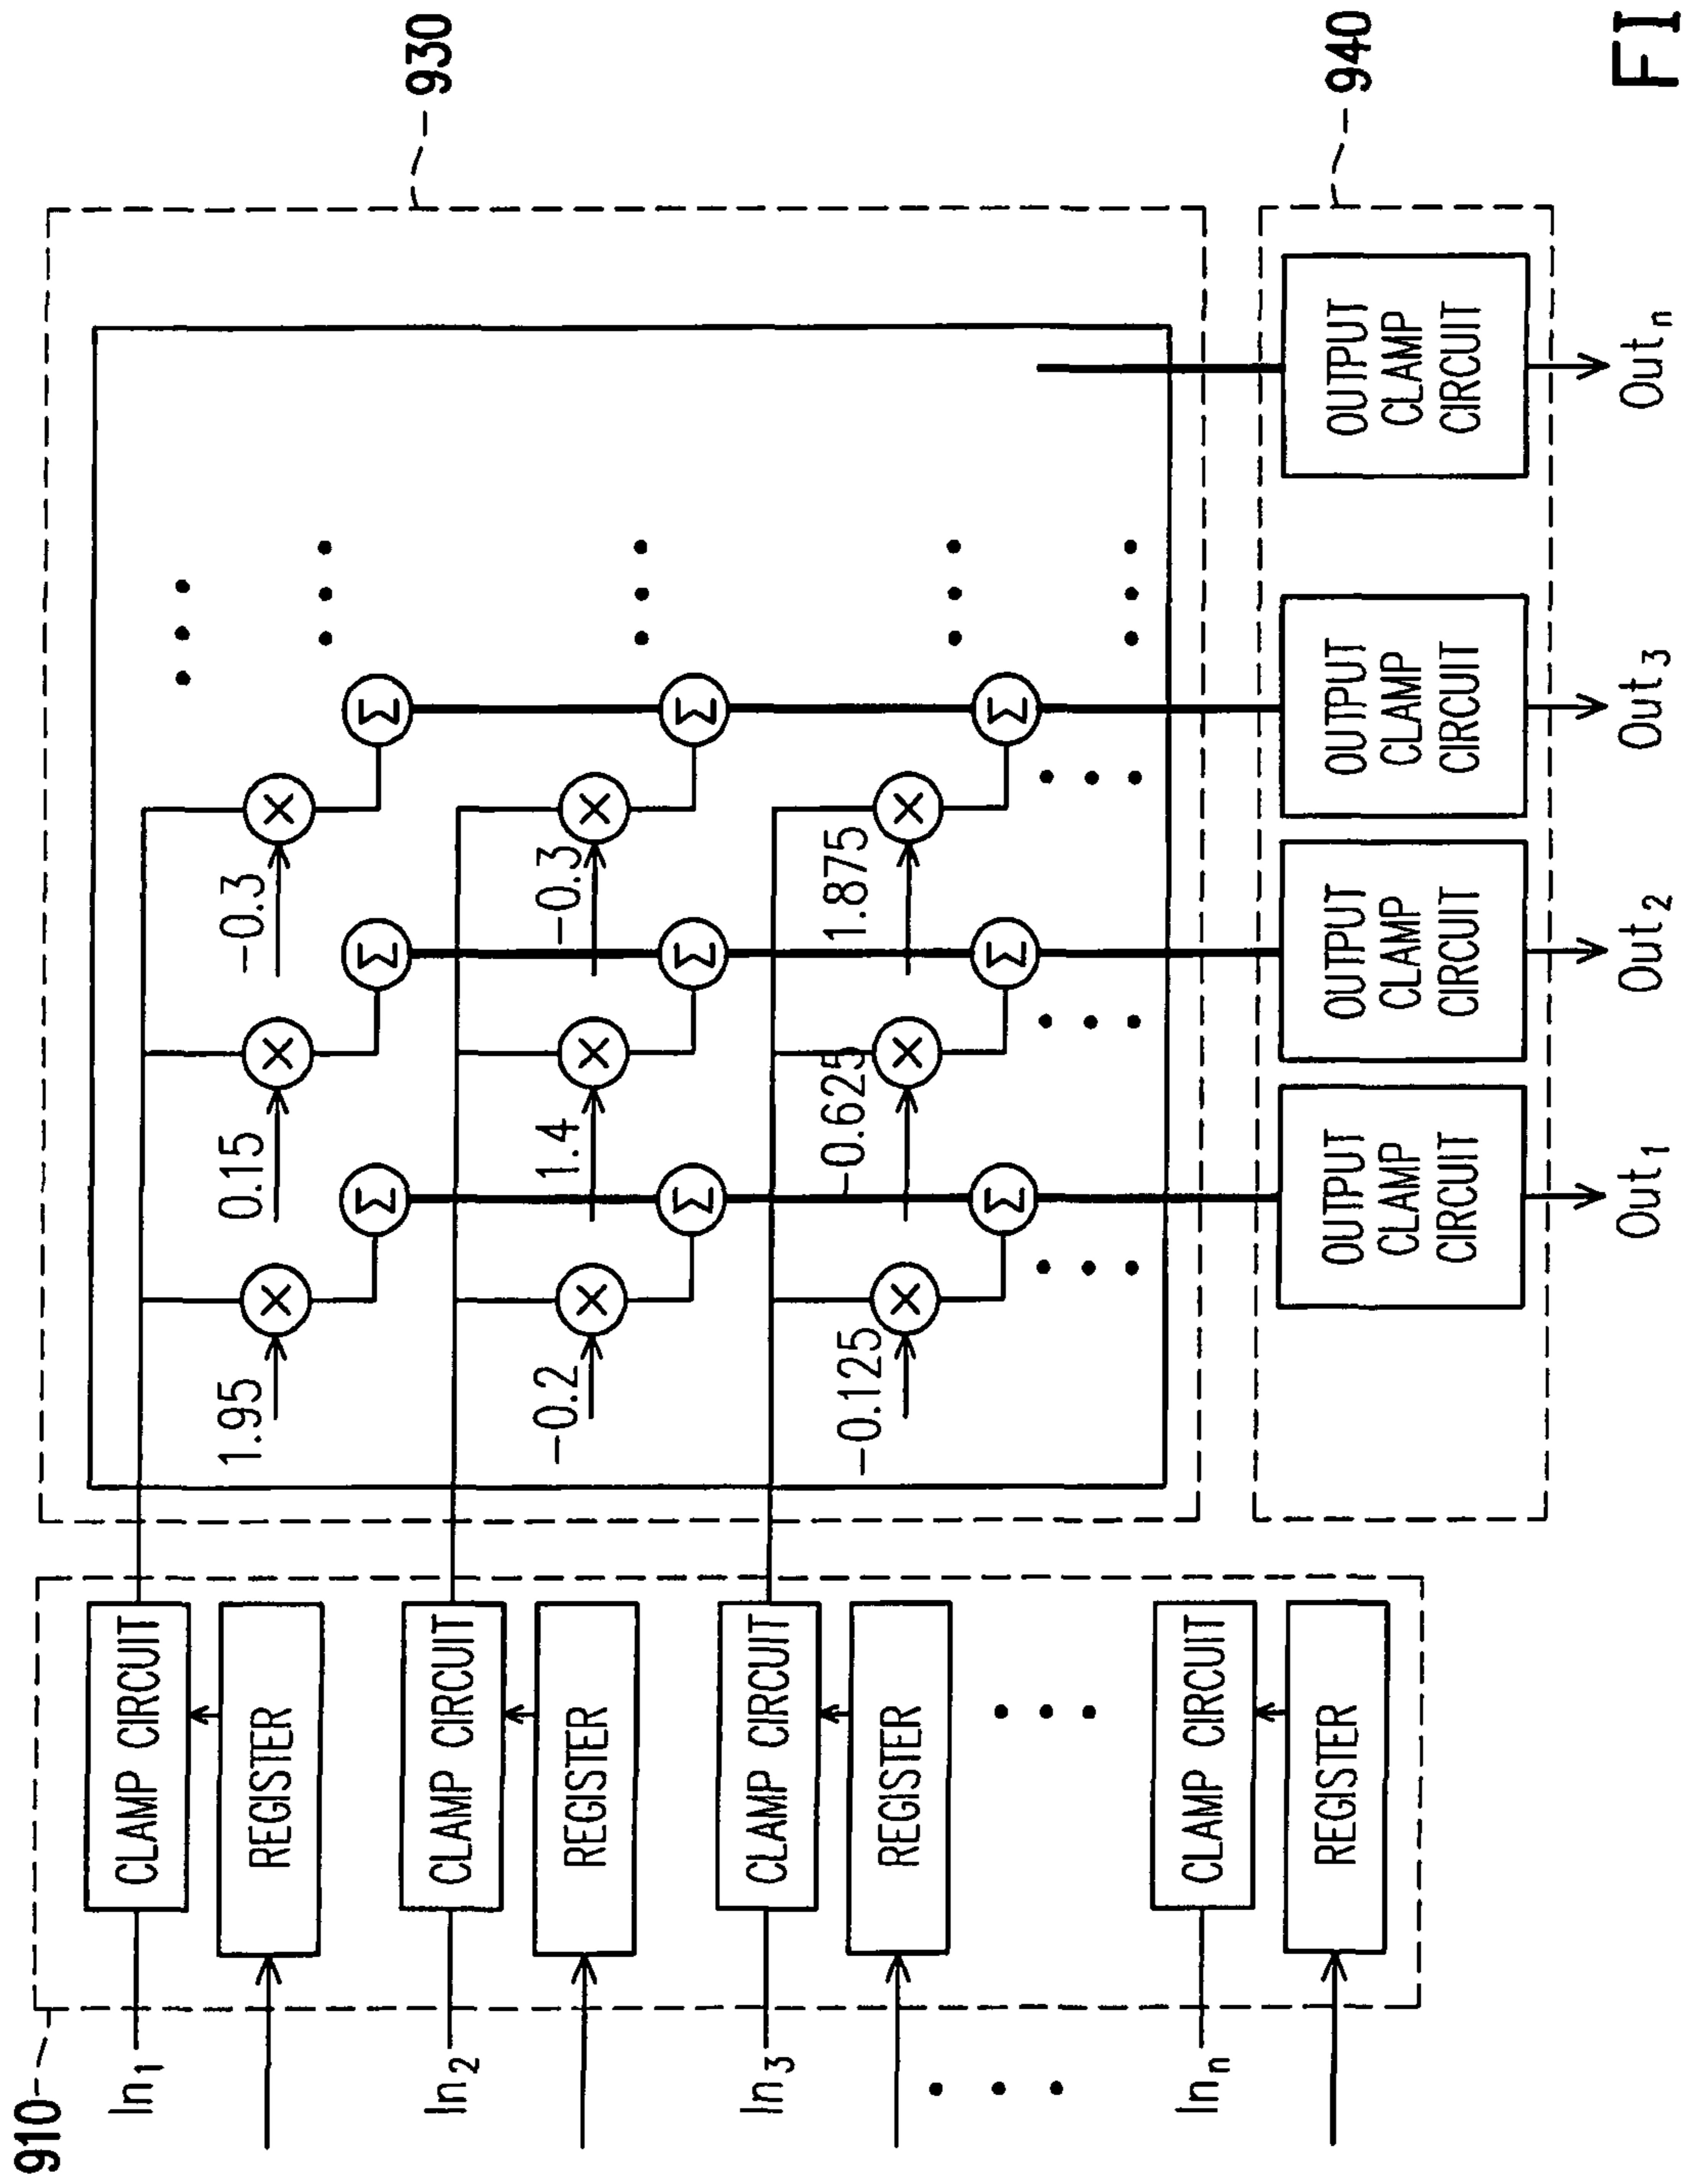 910
930
In₁
CLAMP CIRCUIT
REGISTER
1.95
0.15
-0.3
×
×
×
Σ
Σ
Σ
In₂
CLAMP CIRCUIT
REGISTER
-0.2
1.4
-0.3
×
×
×
Σ
Σ
Σ
In₃
CLAMP CIRCUIT
REGISTER
-0.125
-0.625
1.875
×
×
×
Σ
Σ
Σ
Inₙ
CLAMP CIRCUIT
REGISTER
OUTPUT
CLAMP
CIRCUIT
OUTPUT
CLAMP
CIRCUIT
OUTPUT
CLAMP
CIRCUIT
OUTPUT
CLAMP
CIRCUIT
940
Out₁
Out₂
Out₃
Outₙ
FI